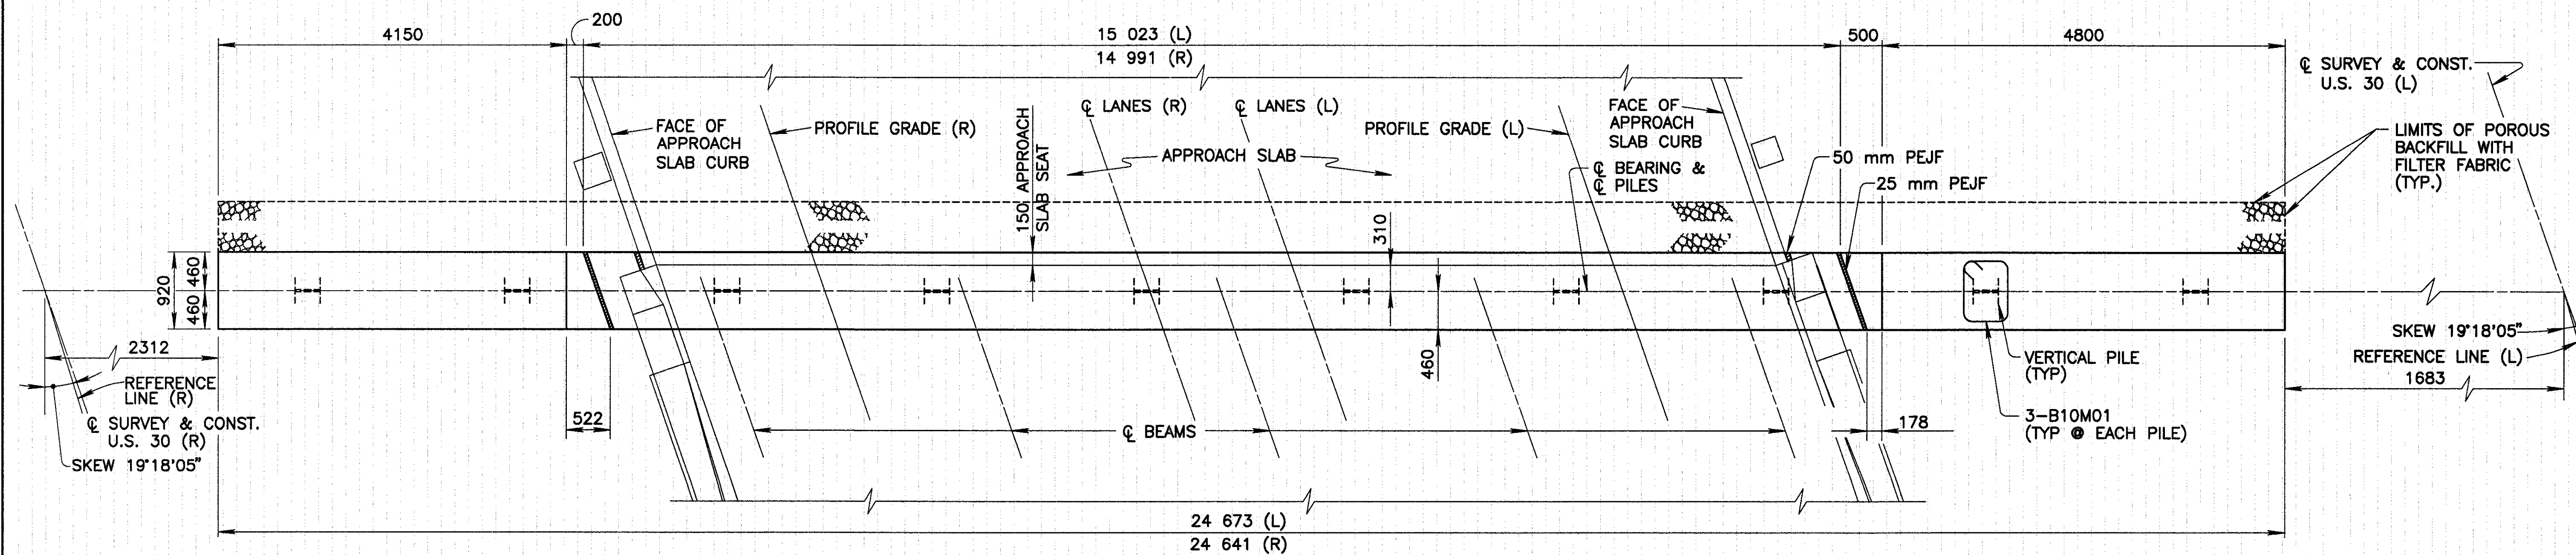 200
4150
15 023 (L)
14 991 (R)
500
4800
℄ SURVEY & CONST.
U.S. 30 (L)
FACE OF
APPROACH
SLAB CURB
PROFILE GRADE (R)
150 APPROACH
SLAB SEAT
℄ LANES (R)
℄ LANES (L)
APPROACH SLAB
PROFILE GRADE (L)
FACE OF
APPROACH
SLAB CURB
℄ BEARING &
℄ PILES
50 mm PEJF
25 mm PEJF
LIMITS OF POROUS
BACKFILL WITH
FILTER FABRIC
(TYP.)
310
920
460
460
460
2312
REFERENCE
LINE (R)
℄ SURVEY & CONST.
U.S. 30 (R)
SKEW 19°18'05"
522
℄ BEAMS
178
VERTICAL PILE
(TYP)
3-B10M01
(TYP @ EACH PILE)
SKEW 19°18'05"
REFERENCE LINE (L)
1683
24 673 (L)
24 641 (R)